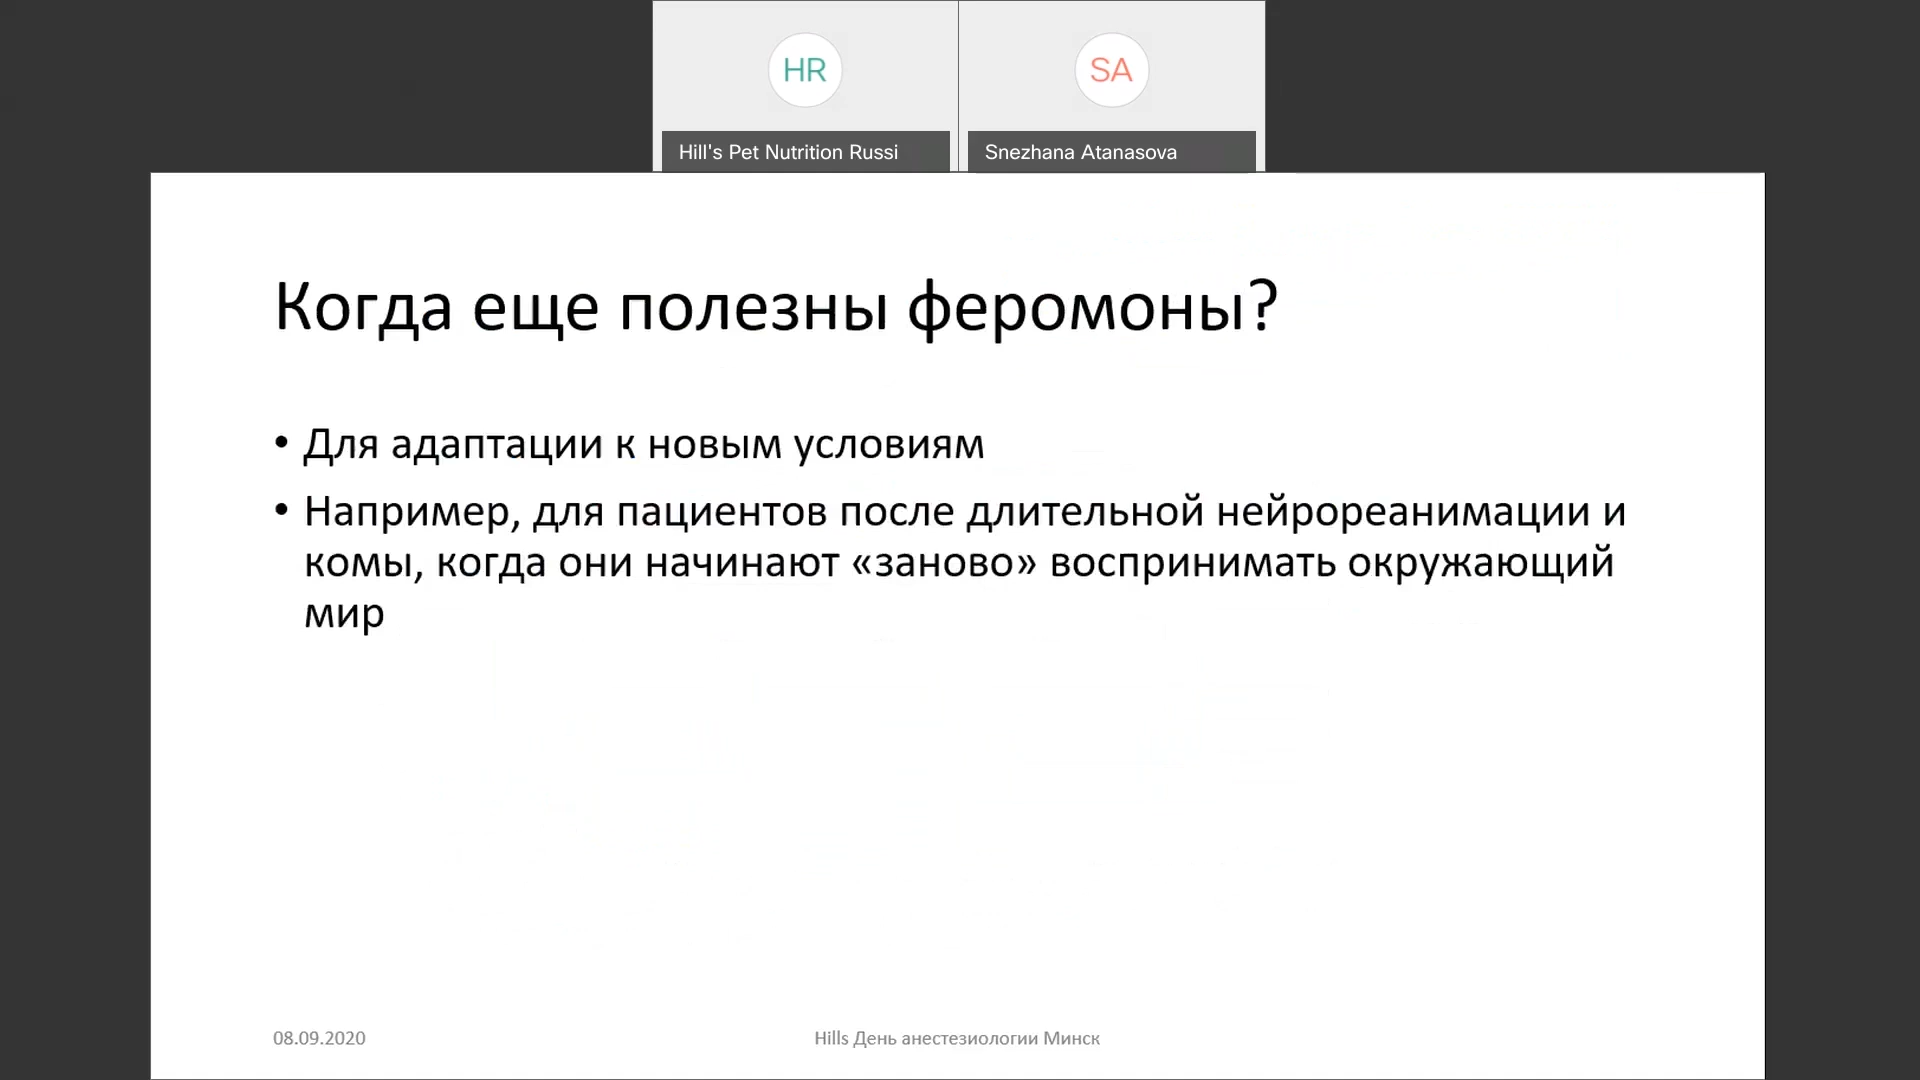 HR
SA
Hill's Pet Nutrition Russi
Snezhana Atanasova
Когда еще полезны феромоны?
• Для адаптации к новым условиям
• Например, для пациентов после длительной нейрореанимации и
комы, когда они начинают «заново» воспринимать окружающий
мир
08.09.2020
Hills День анестезиологии Минск